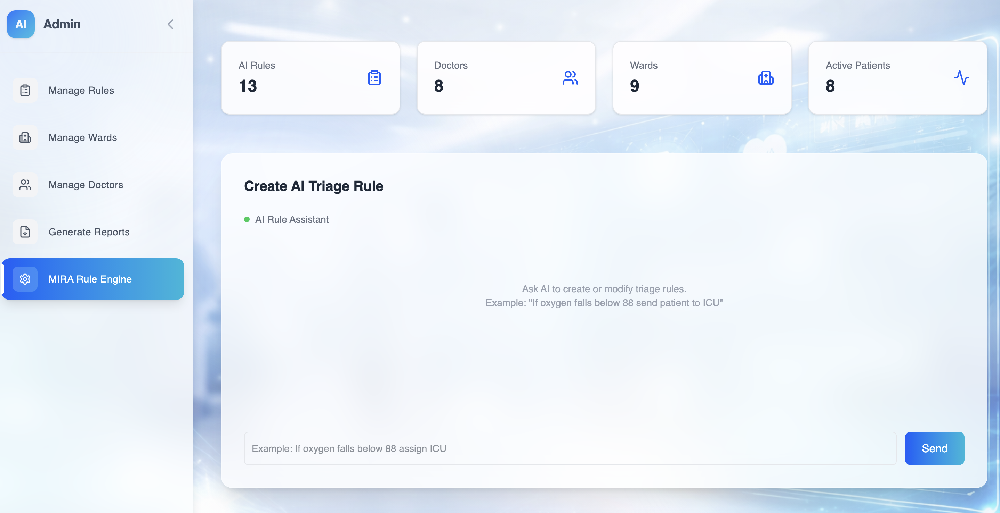 AI
Admin
Manage Rules
Manage Wards
Manage Doctors
Generate Reports
MIRA Rule Engine
AI Rules
13
Doctors
8
Wards
9
Active Patients
8
Create AI Triage Rule
AI Rule Assistant
Ask AI to create or modify triage rules.
Example: "If oxygen falls below 88 send patient to ICU"
Example: If oxygen falls below 88 assign ICU
Send